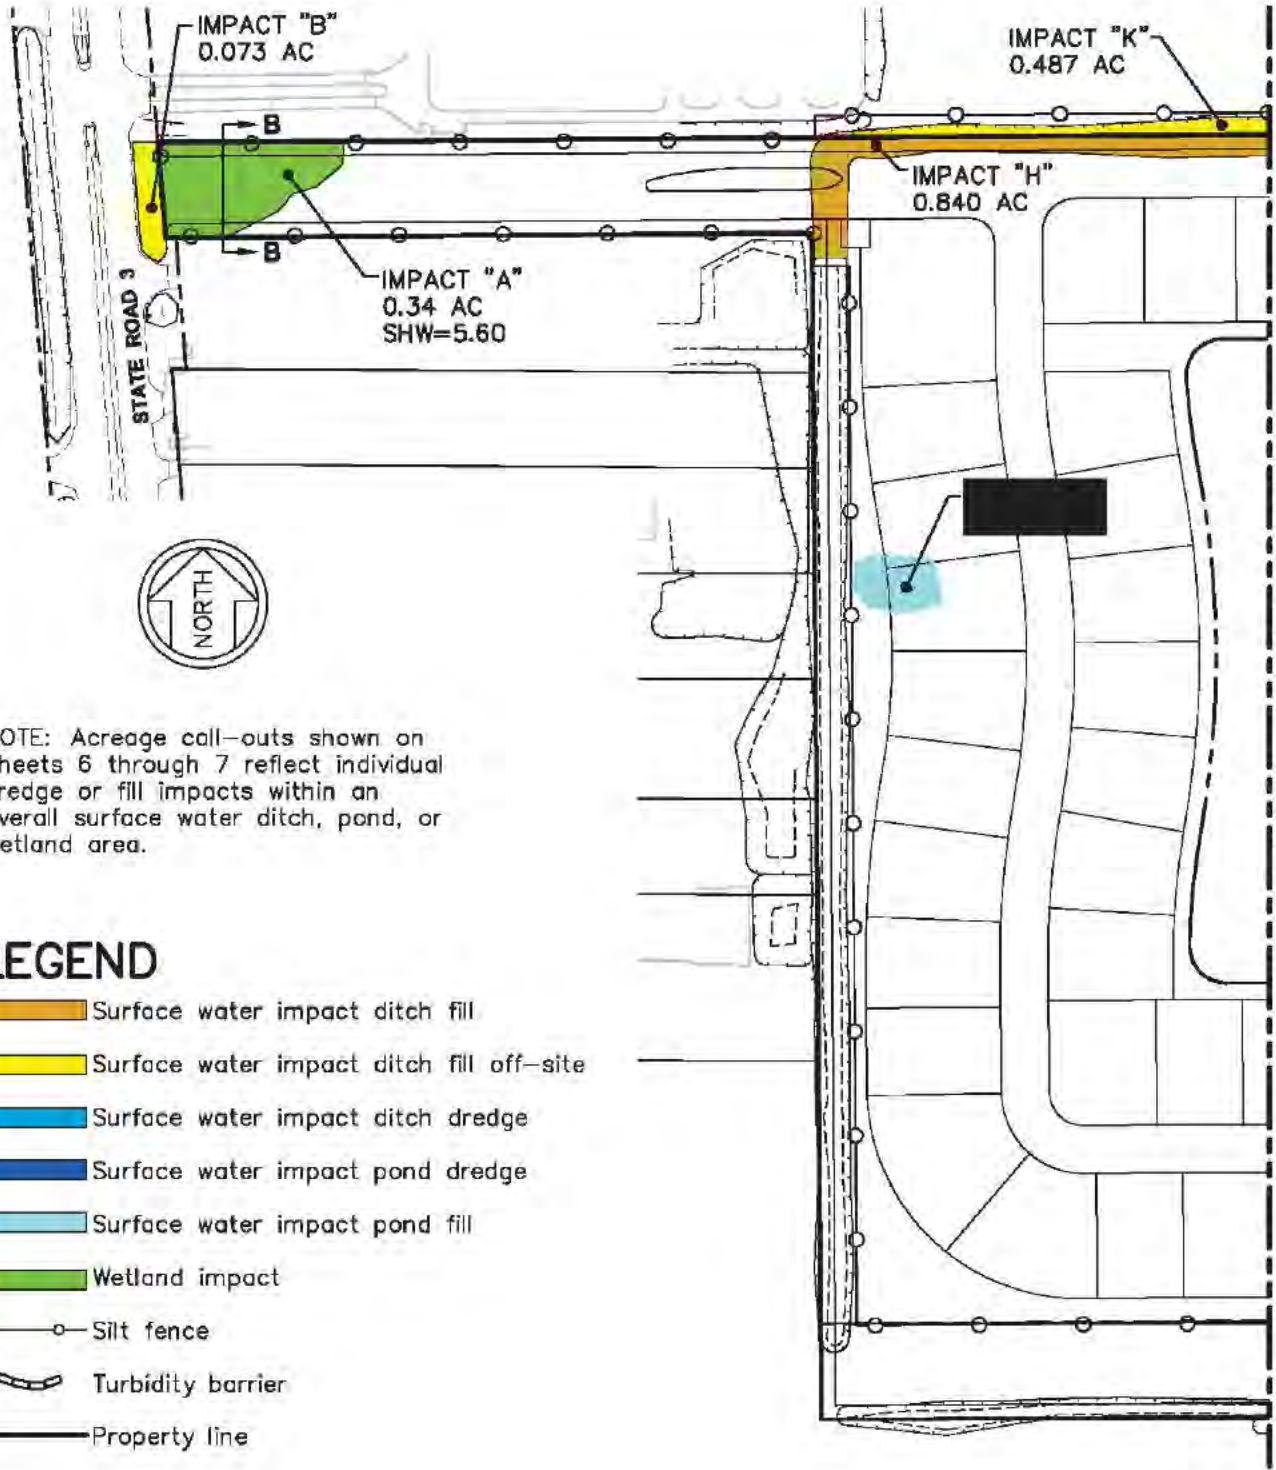 IMPACT "B"
0.073 AC
IMPACT "K"
0.487 AC
B
IMPACT "H"
0.840 AC
B
IMPACT "A"
0.34 AC
SHW=5.60
STATE ROAD 3
NORTH
OTE: Acreage call-outs shown on
heets 6 through 7 reflect individual
redge or fill impacts within an
verall surface water ditch, pond, or
etland area.
LEGEND
Surface water impact ditch fill
Surface water impact ditch fill off-site
Surface water impact ditch dredge
Surface water impact pond dredge
Surface water impact pond fill
Wetland impact
Silt fence
Turbidity barrier
Property line